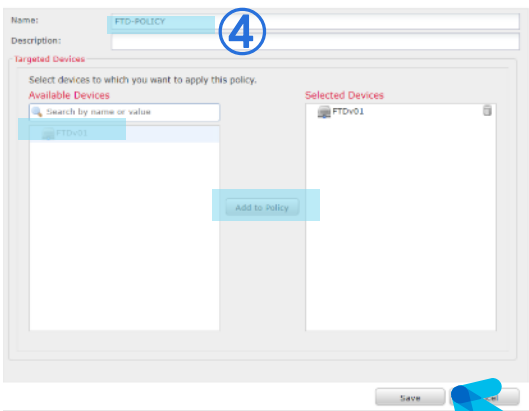 Name: FTD-POLICY
④
Description:
Targeted Devices
Select devices to which you want to apply this policy.
Available Devices
Selected Devices
Search by name or value
FTDv01
FTDv01
Add to Policy
Save